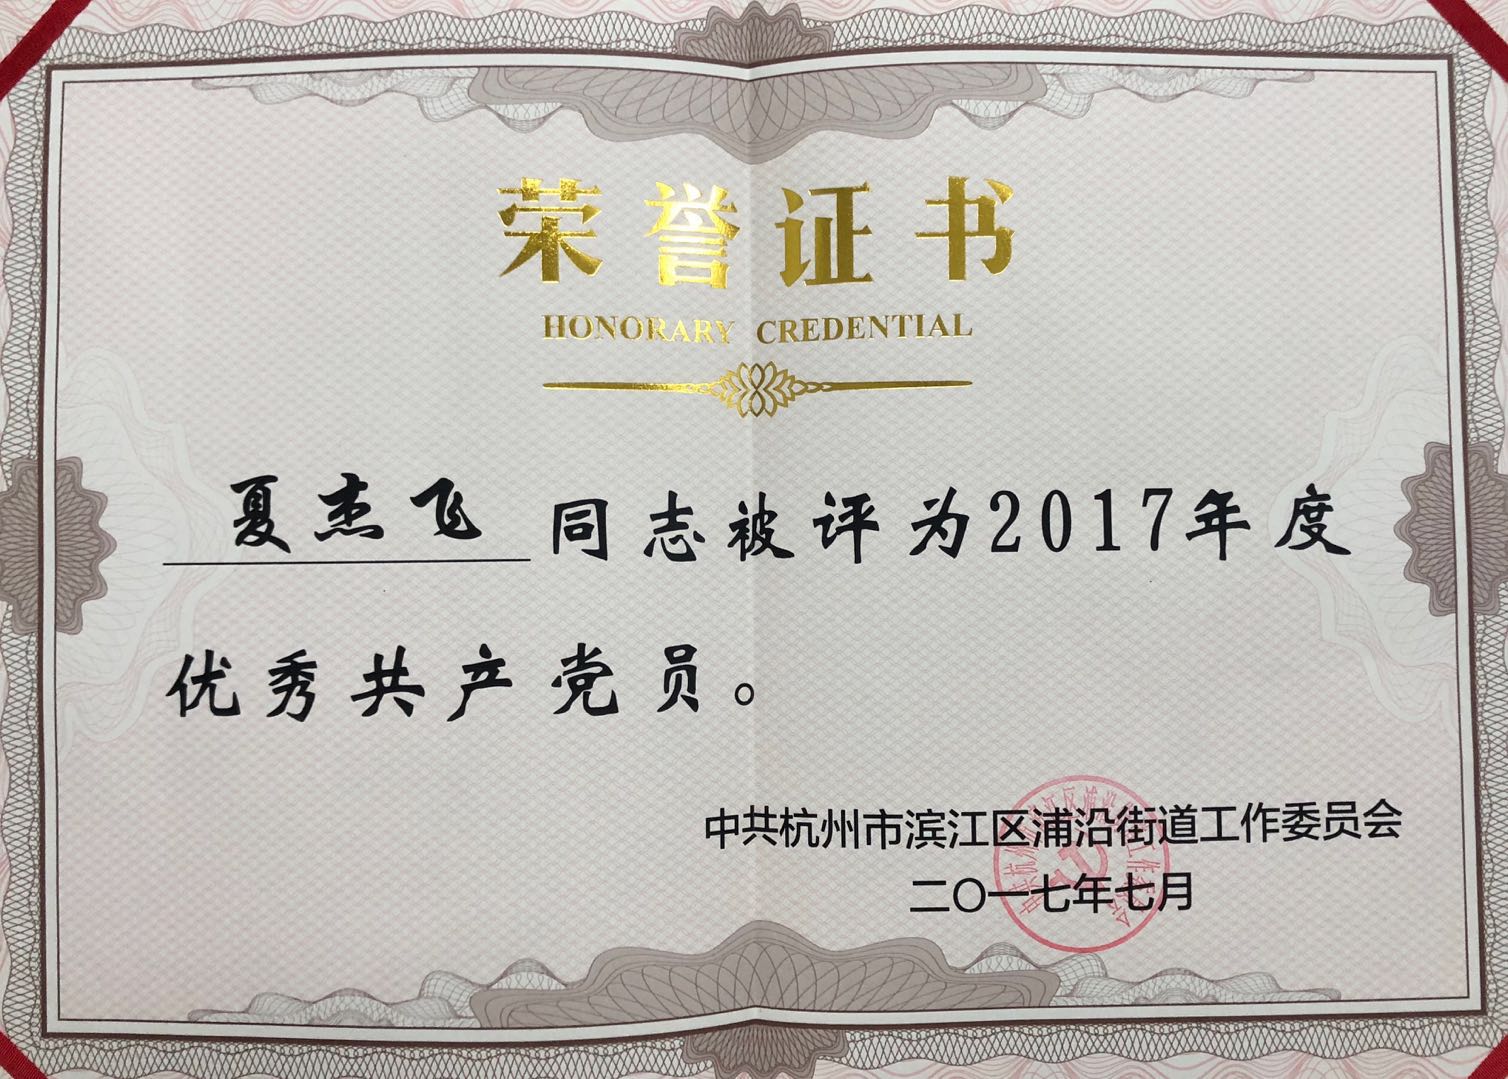 荣誉证书
HONORARY CREDENTIAL
夏杰飞 同志被评为2017年度
优秀共产党员。
中共杭州市滨江区浦沿街道工作委员会
二〇一七年七月